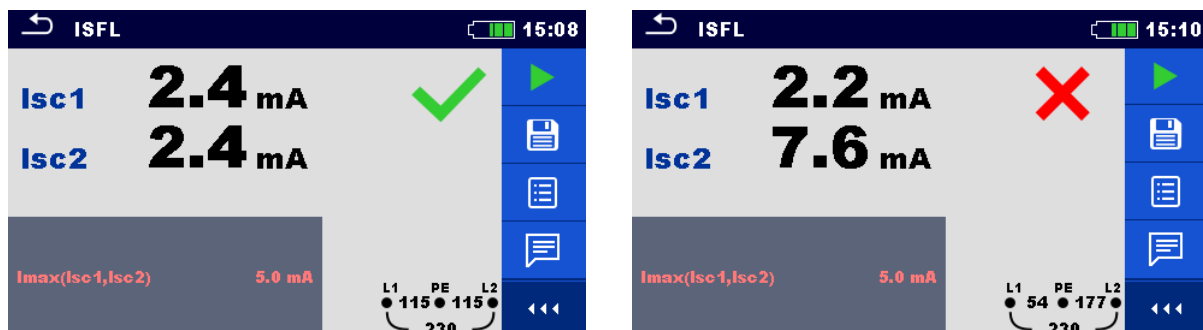 ISFL 15:08
Isc1 2.4 mA
Isc2 2.4 mA
Imax(Isc1,Isc2) 5.0 mA
L1 PE L2
115 115
230
ISFL 15:10
Isc1 2.2 mA
Isc2 7.6 mA
Imax(Isc1,Isc2) 5.0 mA
L1 PE L2
54 177
230